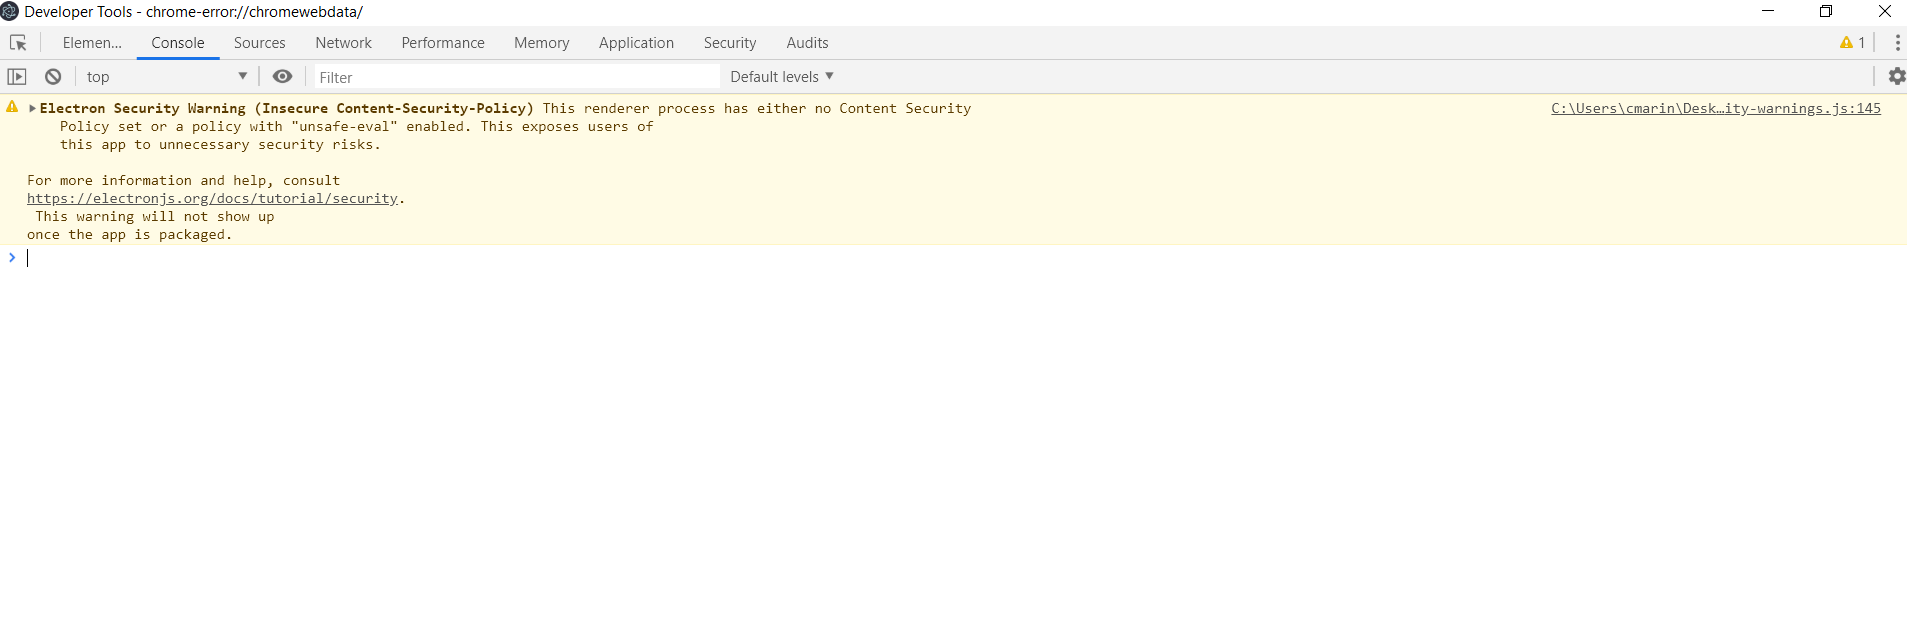 Developer Tools - chrome-error://chromewebdata/
Elemen... Console Sources Network Performance Memory Application Security Audits 1
top Filter Default levels
Electron Security Warning (Insecure Content-Security-Policy) This renderer process has either no Content Security C:\Users\cmarin\Desk…ity-warnings.js:145
Policy set or a policy with "unsafe-eval" enabled. This exposes users of
this app to unnecessary security risks.
For more information and help, consult
https://electronjs.org/docs/tutorial/security.
This warning will not show up
once the app is packaged.